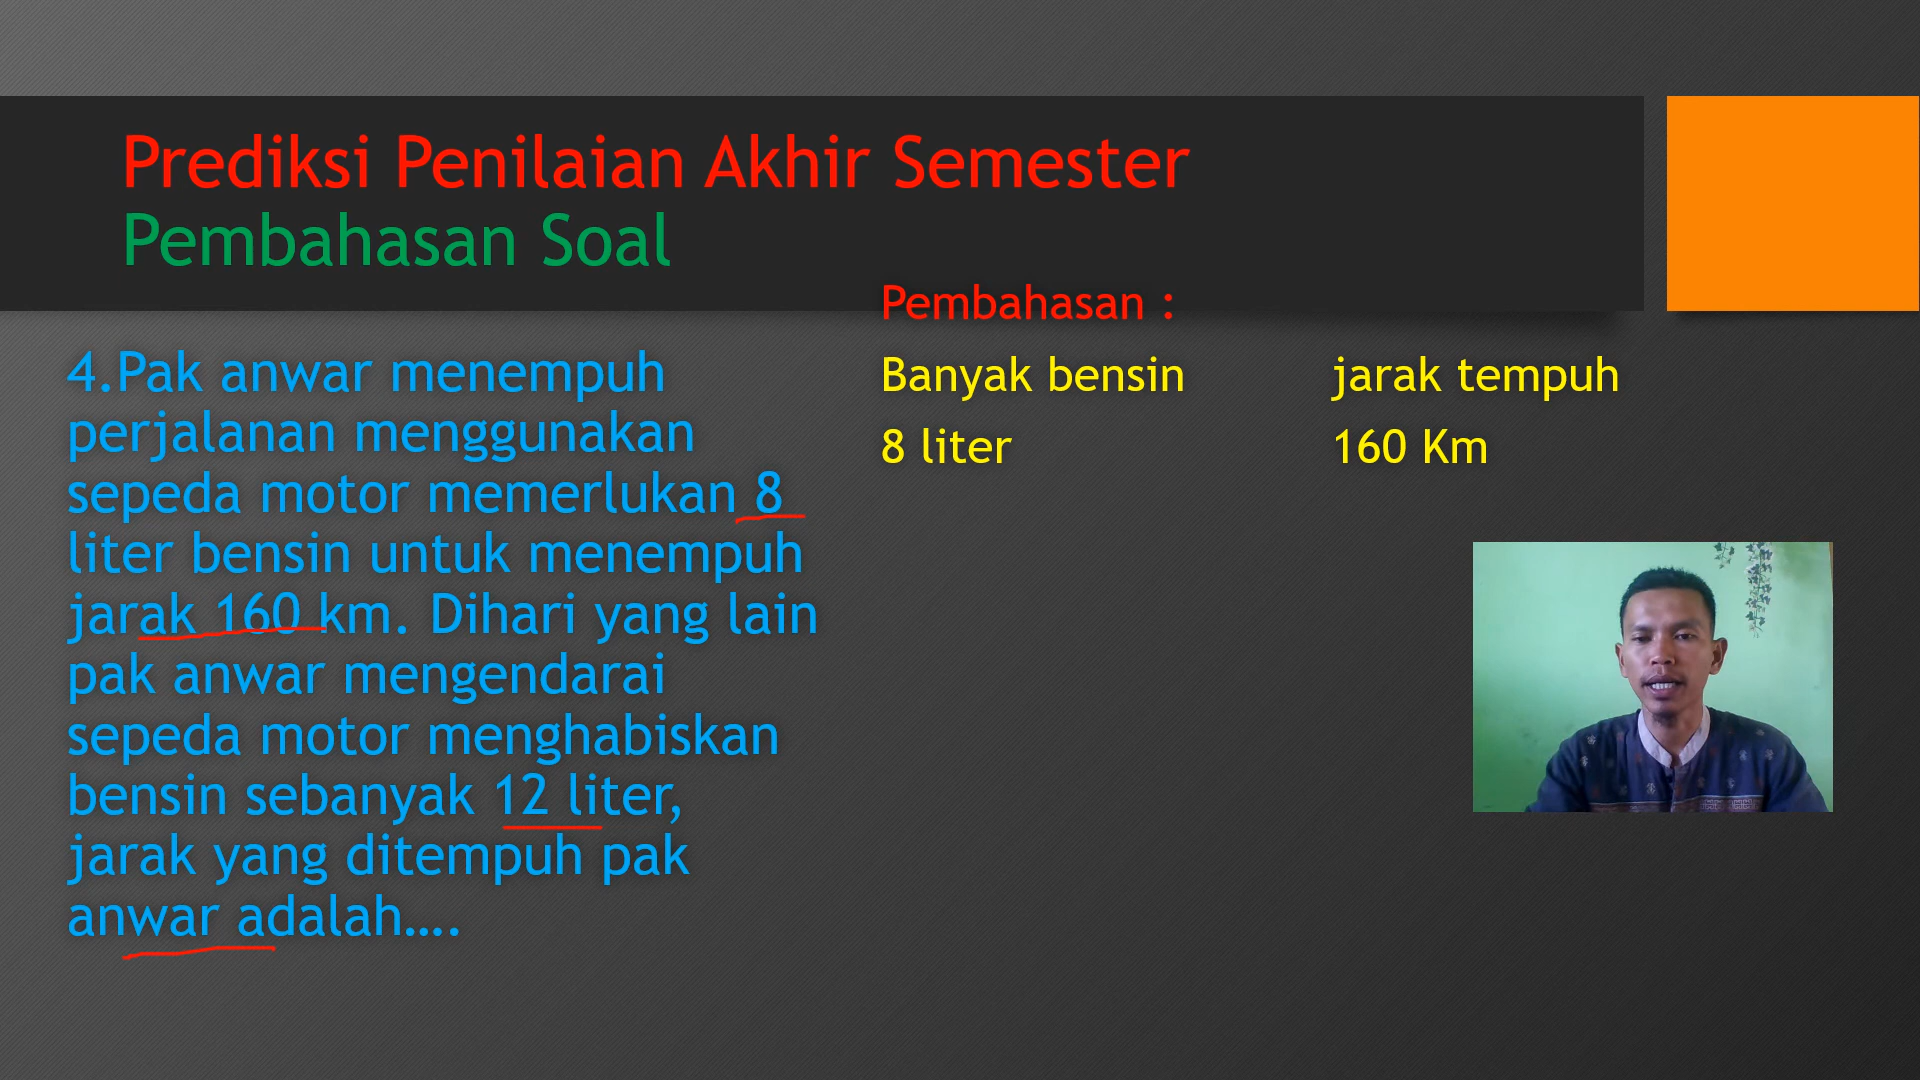 Prediksi Penilaian Akhir Semester
Pembahasan Soal
4.Pak anwar menempuh
perjalanan menggunakan
sepeda motor memerlukan 8
liter bensin untuk menempuh
jarak 160 km. Dihari yang lain
pak anwar mengendarai
sepeda motor menghabiskan
bensin sebanyak 12 liter,
jarak yang ditempuh pak
anwar adalah....
Pembahasan :
Banyak bensin jarak tempuh
8 liter 160 Km